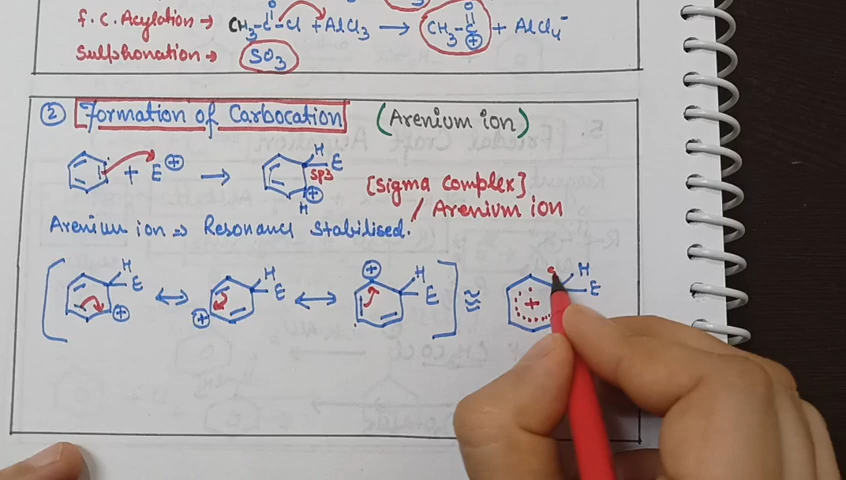 f.C. Acylation → CH3-C-Cl + AlCl3 → CH3-C + AlCl4-
O O
⊕
Sulphonation → SO3
② Formation of Carbocation (Arenium ion)
+ E⊕ → H E
sp3
⊕
H
[Sigma Complex]
/ Arenium ion
Arenium ion ⇒ Resonance Stabilised.
[ H E ⊕ ↔ H E ⊕ ↔ ⊕ H E ] ≈ + H E